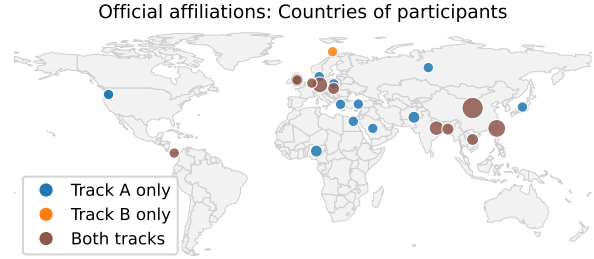 Official affiliations: Countries of participants
Track A only
Track B only
Both tracks